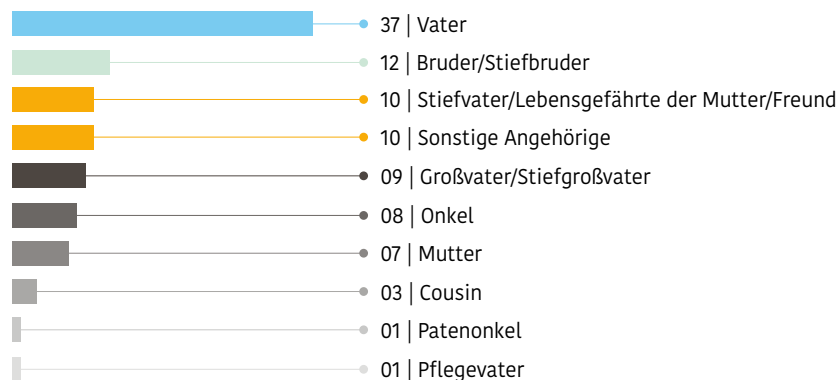 37 | Vater
12 | Bruder/Stiefbruder
10 | Stiefvater/Lebensgefährte der Mutter/Freund
10 | Sonstige Angehörige
09 | Großvater/Stiefgroßvater
08 | Onkel
07 | Mutter
03 | Cousin
01 | Patenonkel
01 | Pflegevater